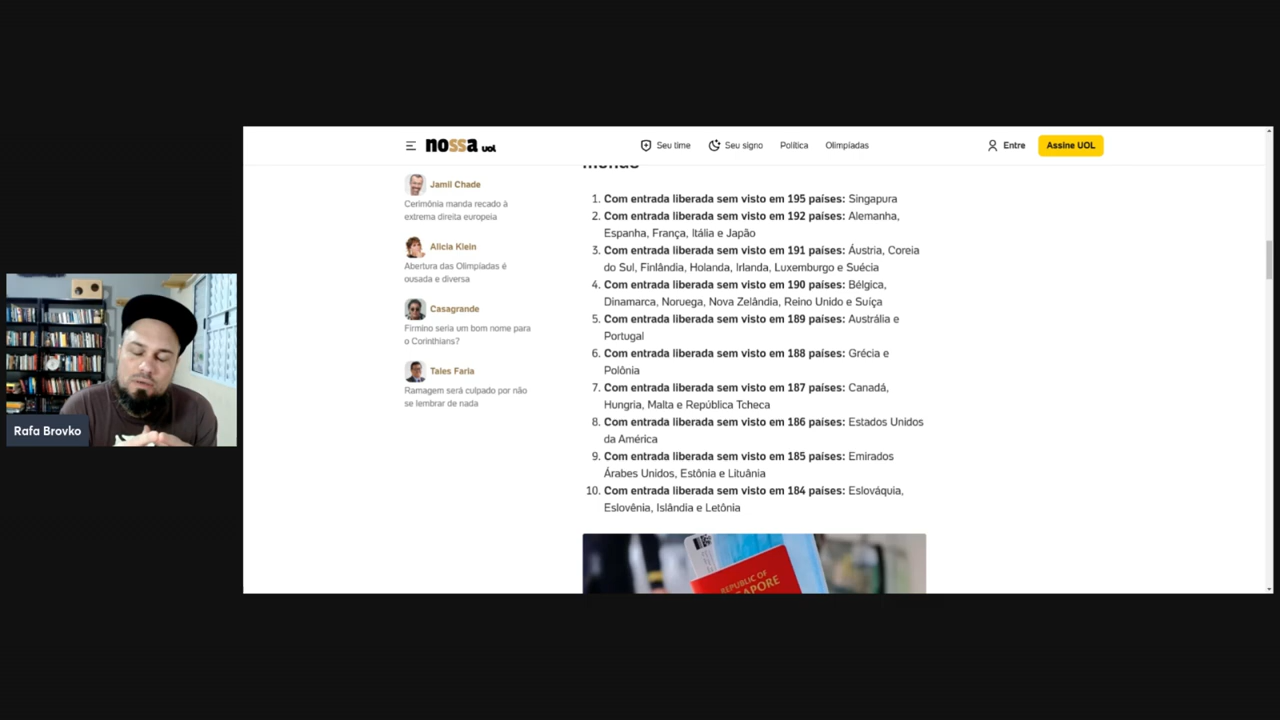 nossa uol
Seu time
Seu signo
Política
Olimpíadas
Entre
Assine UOL
Jamil Chade
Cerimônia manda recado à
extrema direita europeia
Alicia Klein
Abertura das Olimpíadas é
ousada e diversa
Casagrande
Firmino seria um bom nome para
o Corinthians?
Tales Faria
Ramagem será culpado por não
se lembrar de nada
1. Com entrada liberada sem visto em 195 países: Singapura
2. Com entrada liberada sem visto em 192 países: Alemanha,
Espanha, França, Itália e Japão
3. Com entrada liberada sem visto em 191 países: Áustria, Coreia
do Sul, Finlândia, Holanda, Irlanda, Luxemburgo e Suécia
4. Com entrada liberada sem visto em 190 países: Bélgica,
Dinamarca, Noruega, Nova Zelândia, Reino Unido e Suíça
5. Com entrada liberada sem visto em 189 países: Austrália e
Portugal
6. Com entrada liberada sem visto em 188 países: Grécia e
Polônia
7. Com entrada liberada sem visto em 187 países: Canadá,
Hungria, Malta e República Tcheca
8. Com entrada liberada sem visto em 186 países: Estados Unidos
da América
9. Com entrada liberada sem visto em 185 países: Emirados
Árabes Unidos, Estônia e Lituânia
10. Com entrada liberada sem visto em 184 países: Eslováquia,
Eslovênia, Islândia e Letônia
REPUBLIC OF
Rafa Brovko